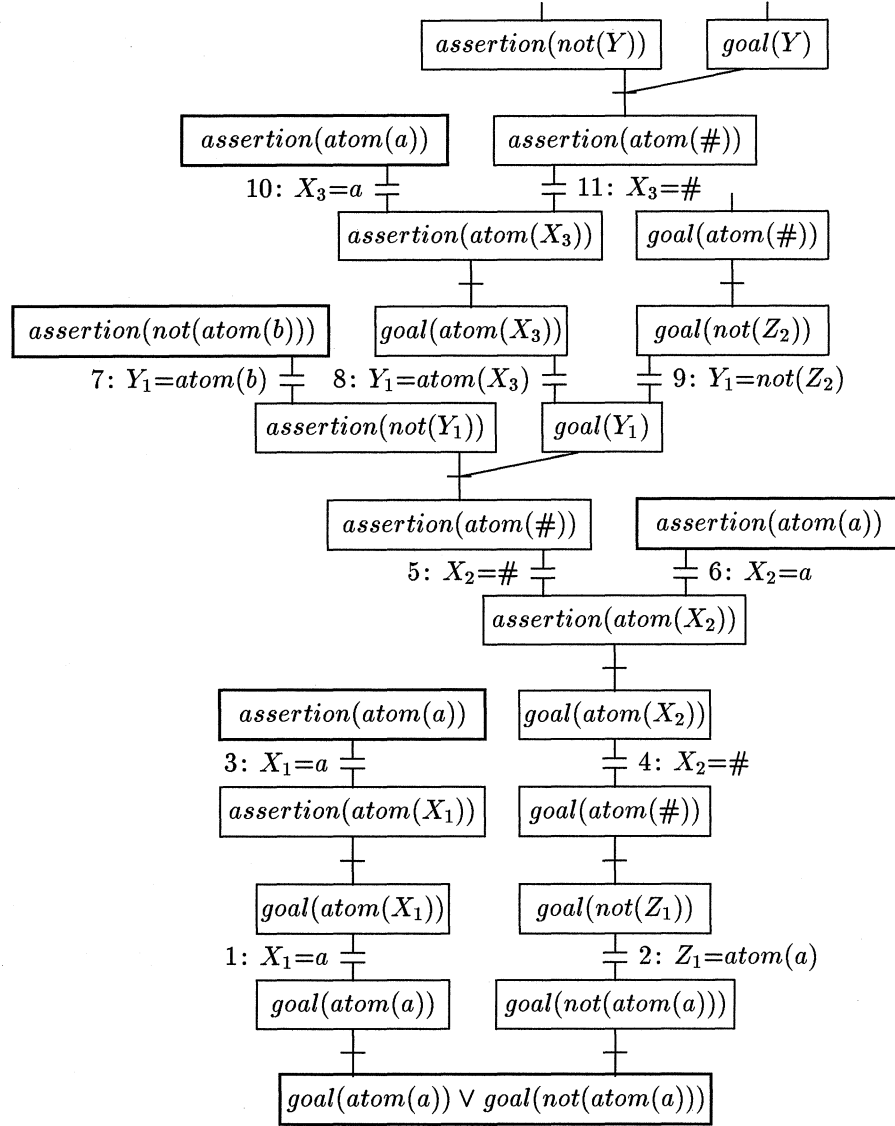 assertion(not(Y)) goal(Y)
assertion(atom(a)) assertion(atom(#))
10: X₃=a 11: X₃=#
assertion(atom(X₃)) goal(atom(#))
assertion(not(atom(b))) goal(atom(X₃)) goal(not(Z₂))
7: Y₁=atom(b) 8: Y₁=atom(X₃) 9: Y₁=not(Z₂)
assertion(not(Y₁)) goal(Y₁)
assertion(atom(#)) assertion(atom(a))
5: X₂=# 6: X₂=a
assertion(atom(X₂))
assertion(atom(a)) goal(atom(X₂))
3: X₁=a 4: X₂=#
assertion(atom(X₁)) goal(atom(#))
goal(atom(X₁)) goal(not(Z₁))
1: X₁=a 2: Z₁=atom(a)
goal(atom(a)) goal(not(atom(a)))
goal(atom(a)) ∨ goal(not(atom(a)))